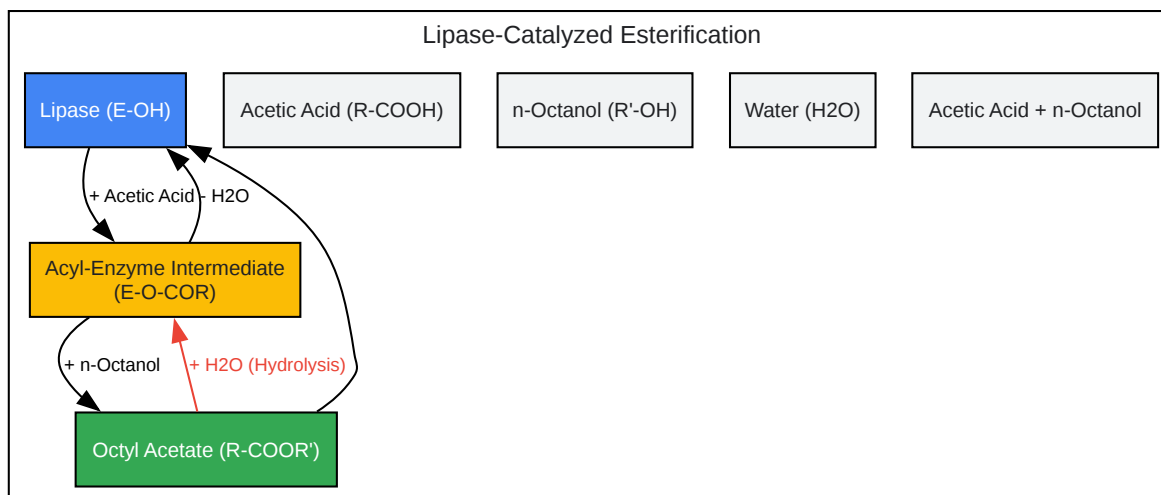 Lipase-Catalyzed Esterification
Lipase (E-OH)
Acetic Acid (R-COOH)
n-Octanol (R'-OH)
Water (H2O)
Acetic Acid + n-Octanol
+ Acetic Acid
- H2O
Acyl-Enzyme Intermediate
(E-O-COR)
+ n-Octanol
+ H2O (Hydrolysis)
Octyl Acetate (R-COOR')